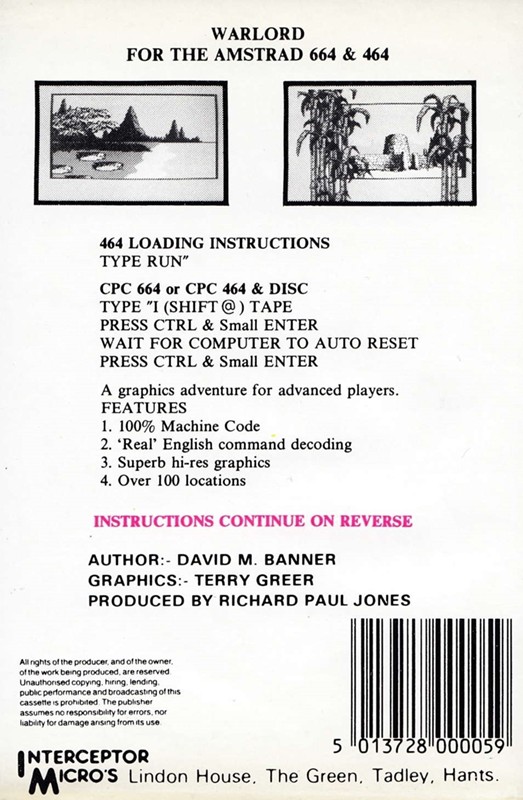 WARLORD
FOR THE AMSTRAD 664 & 464
464 LOADING INSTRUCTIONS
TYPE RUN"
CPC 664 or CPC 464 & DISC
TYPE "I (SHIFT @ ) TAPE
PRESS CTRL & Small ENTER
WAIT FOR COMPUTER TO AUTO RESET
PRESS CTRL & Small ENTER
A graphics adventure for advanced players.
FEATURES
1. 100% Machine Code
2. 'Real' English command decoding
3. Superb hi-res graphics
4. Over 100 locations
INSTRUCTIONS CONTINUE ON REVERSE
AUTHOR:- DAVID M. BANNER
GRAPHICS:- TERRY GREER
PRODUCED BY RICHARD PAUL JONES
All rights of the producer, and of the owner,
of the work being produced, are reserved.
Unauthorised copying, hiring, lending,
public performance and broadcasting of this
cassette is prohibited. The publisher
assumes no responsibility for errors, nor
liability for damage arising from its use.
5 013728 000059
INTERCEPTOR
MICRO'S Lindon House, The Green, Tadley, Hants.